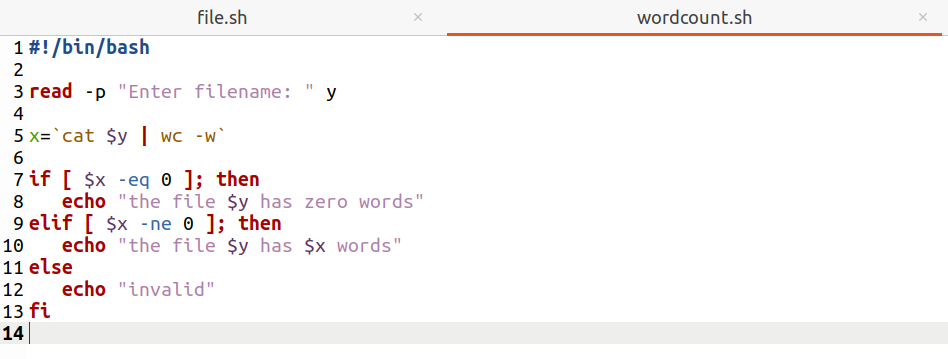 file.sh × wordcount.sh ×
1 #!/bin/bash
2
3 read -p "Enter filename: " y
4
5 x=`cat $y | wc -w`
6
7 if [ $x -eq 0 ]; then
8    echo "the file $y has zero words"
9 elif [ $x -ne 0 ]; then
10    echo "the file $y has $x words"
11 else
12    echo "invalid"
13 fi
14